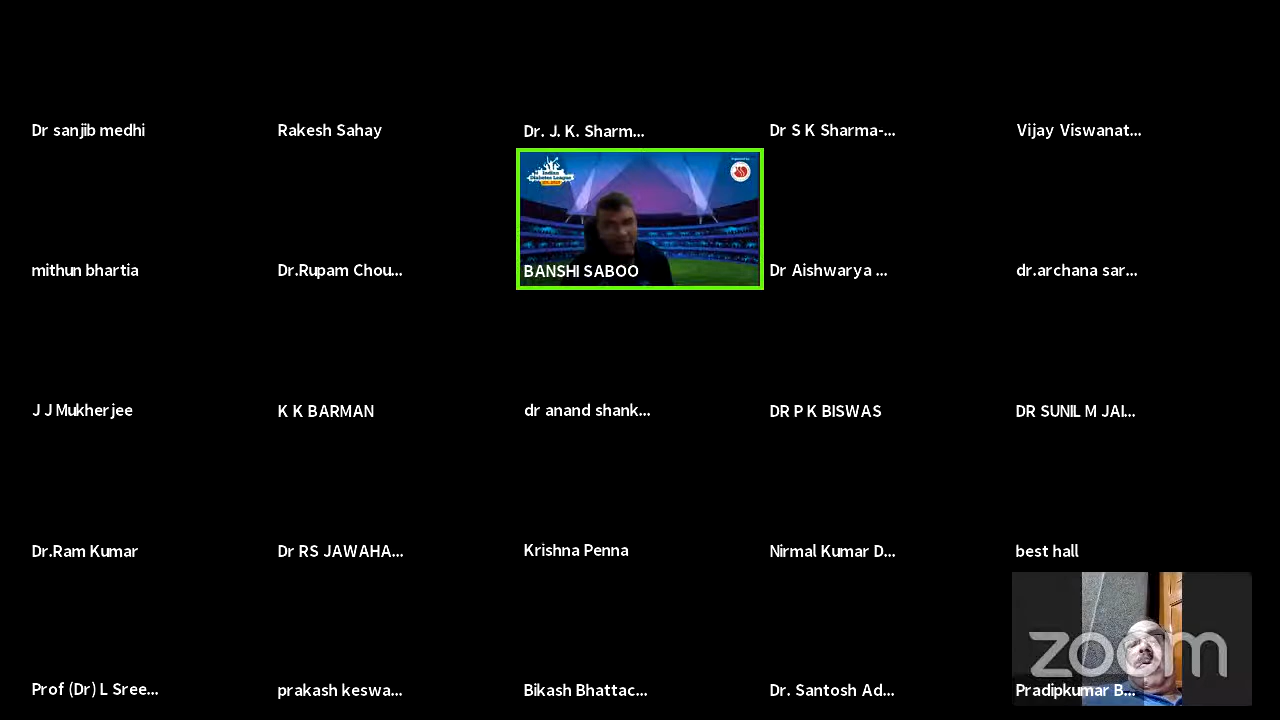 Dr sanjib medhi
Rakesh Sahay
Dr. J. K. Sharm...
Dr S K Sharma-...
Vijay Viswanat...
Indian
Diabetes League
mithun bhartia
Dr.Rupam Chou...
BANSHI SABOO
Dr Aishwarya ...
dr.archana sar...
J J Mukherjee
K K BARMAN
dr anand shank...
DR P K BISWAS
DR SUNIL M JAI...
Dr.Ram Kumar
Dr RS JAWAHA...
Krishna Penna
Nirmal Kumar D...
best hall
zoom
Prof (Dr) L Sree...
prakash keswa...
Bikash Bhattac...
Dr. Santosh Ad...
Pradipkumar B...